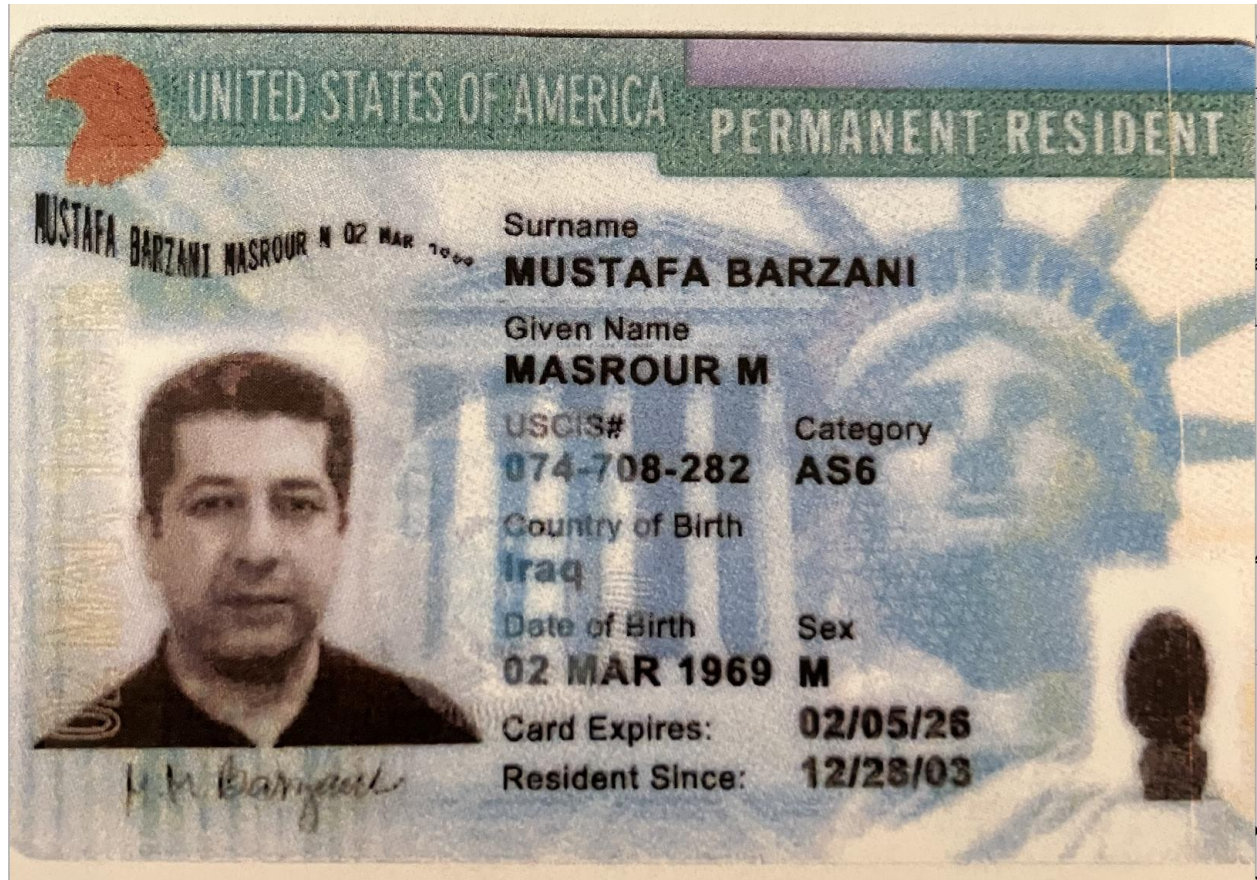 UNITED STATES OF AMERICA
PERMANENT RESIDENT
MUSTAFA BARZANI MASROUR M 02 MAR
Surname
MUSTAFA BARZANI
Given Name
MASROUR M
USCIS# Category
074-708-282 AS6
Country of Birth
Iraq
Date of Birth Sex
02 MAR 1969 M
Card Expires: 02/05/26
Resident Since: 12/28/03